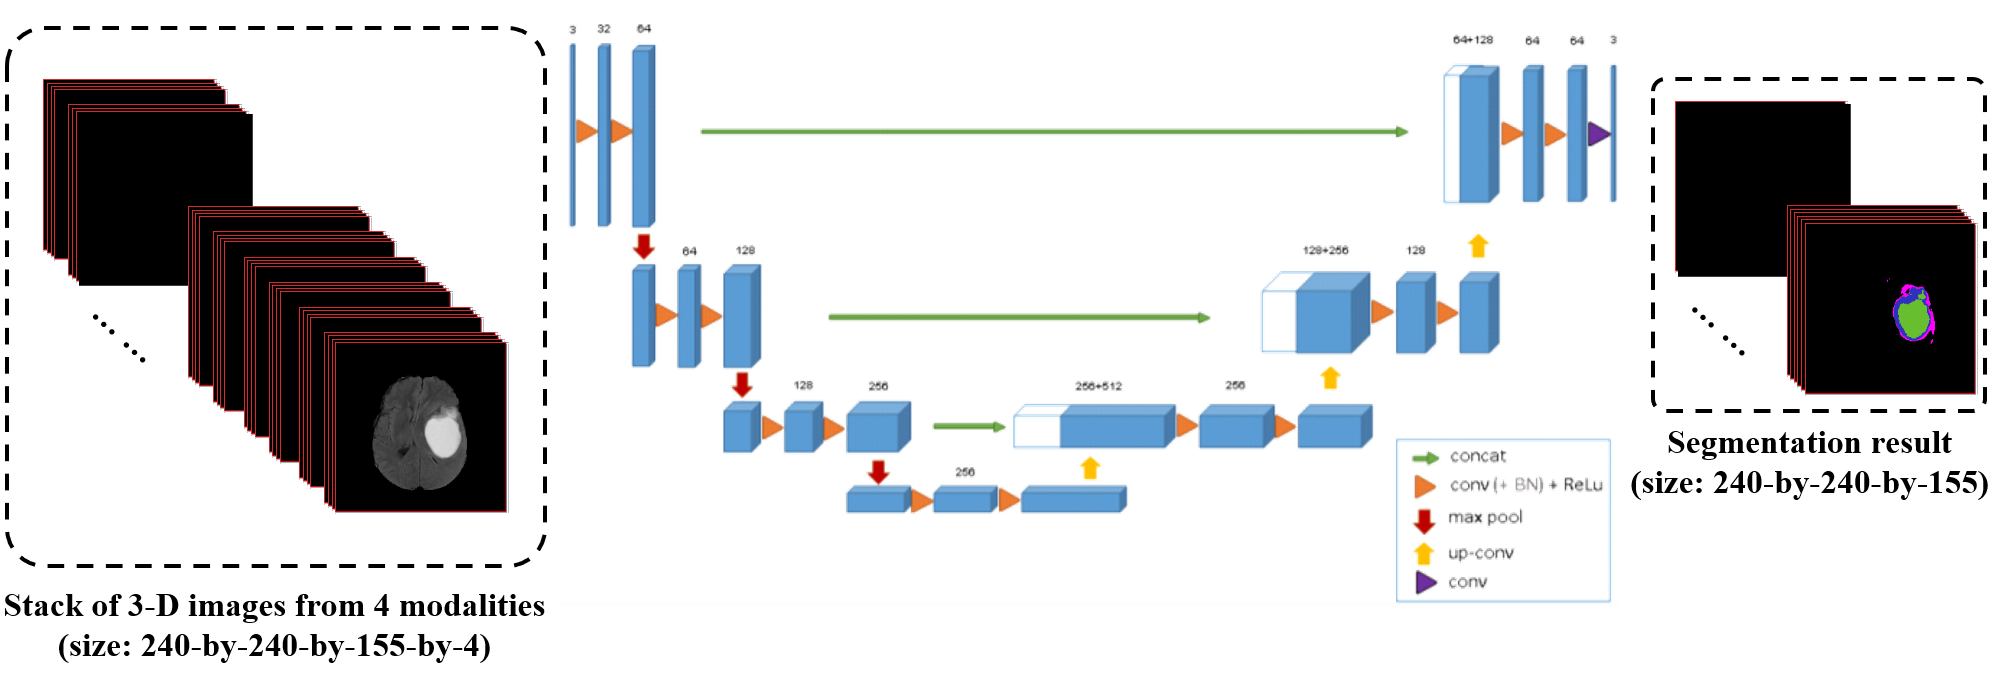 3 32 64
64+128 64 64 3
64 128
128+256 128
128 256
256+512 256
256
concat
conv (+ BN) + ReLu
max pool
up-conv
conv
Segmentation result
(size: 240-by-240-by-155)
Stack of 3-D images from 4 modalities
(size: 240-by-240-by-155-by-4)